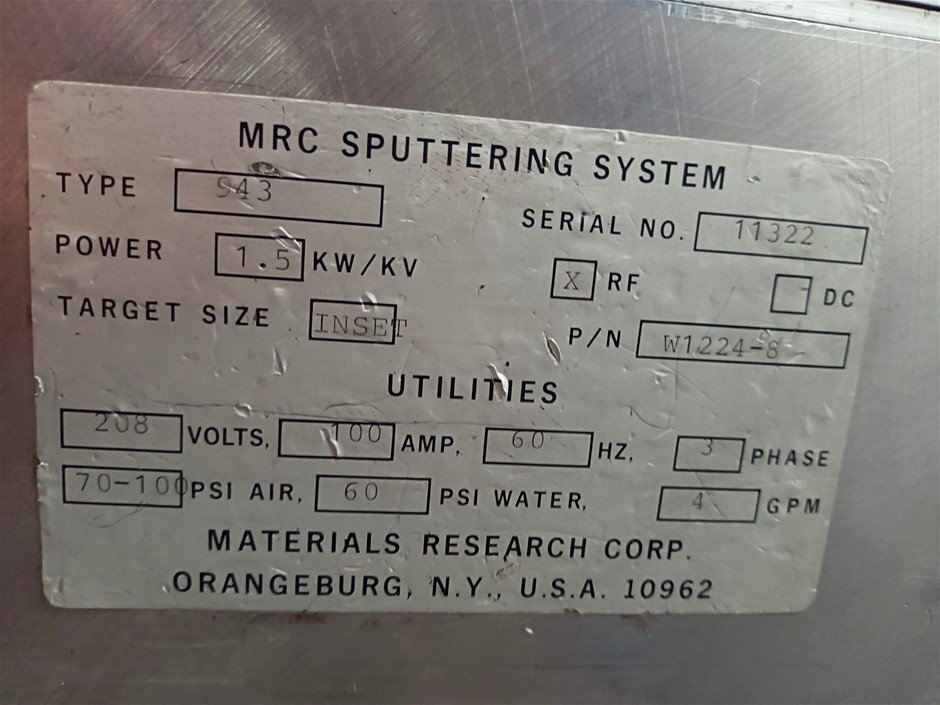 MRC SPUTTERING SYSTEM
TYPE 943 SERIAL NO. 11322
POWER 1.5 KW/KV X RF DC
TARGET SIZE INSET P/N W1224-8
UTILITIES
208 VOLTS, 100 AMP, 60 HZ, 3 PHASE
70-100 PSI AIR, 60 PSI WATER, 4 GPM
MATERIALS RESEARCH CORP.
ORANGEBURG, N.Y., U.S.A. 10962